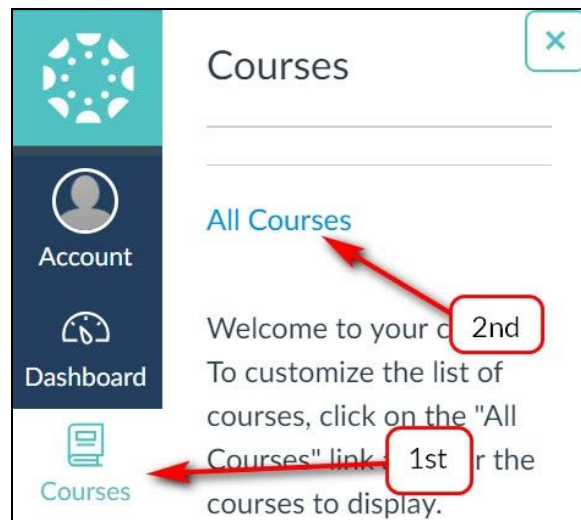 Courses
×
All Courses
Account
Dashboard
Courses
2nd
Welcome to your c
To customize the list of
courses, click on the "All
Courses" link r the
courses to display.
1st